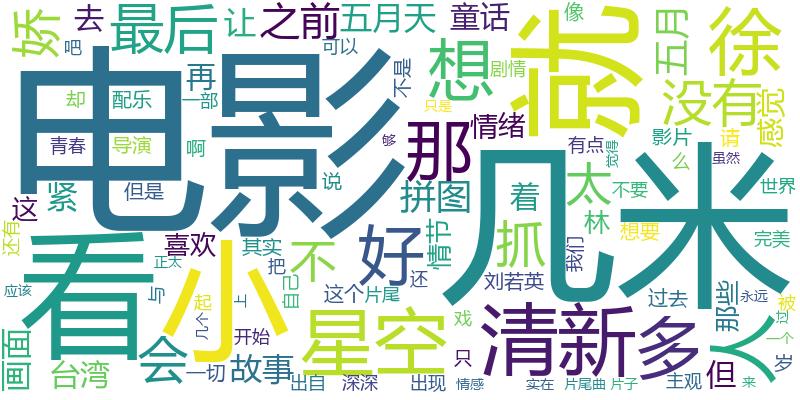 娇
去
吧
最后
让
之前
五月天
可以
童话
像
五月
徐
电影
再
却
配乐
一部
不是
想
剧情
就
没有
感觉
只是
青春
导演
啊
但是
够
那
情绪
有点
觉得
影片
么
请
虽然
这
紧
说
拼图
着
太
林
不要
世界
几米
还有
看
喜欢
正太
其实
小
不
好
情节
抓
我们
想要
完美
应该
与
起
几个
把
上
自己
这个
片尾
还
刘若英
过去
那些
永远
被
过
画面
台湾
会
一切
开始
故事
星空
戏
只
清新
多
但
人
一个
岁
出自
深深
出现
情感
实在
片尾曲
片子
主观
来